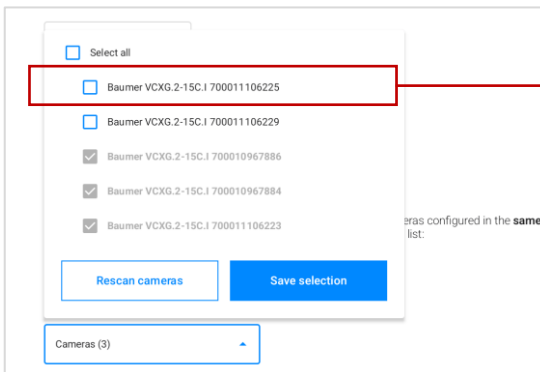 Select all
Baumer VCXG.2-15C.I 700011106225
Baumer VCXG.2-15C.I 700011106229
Baumer VCXG.2-15C.I 700010967886
Baumer VCXG.2-15C.I 700010967884
Baumer VCXG.2-15C.I 700011106223
eras configured in the same
list:
Rescan cameras
Save selection
Cameras (3)